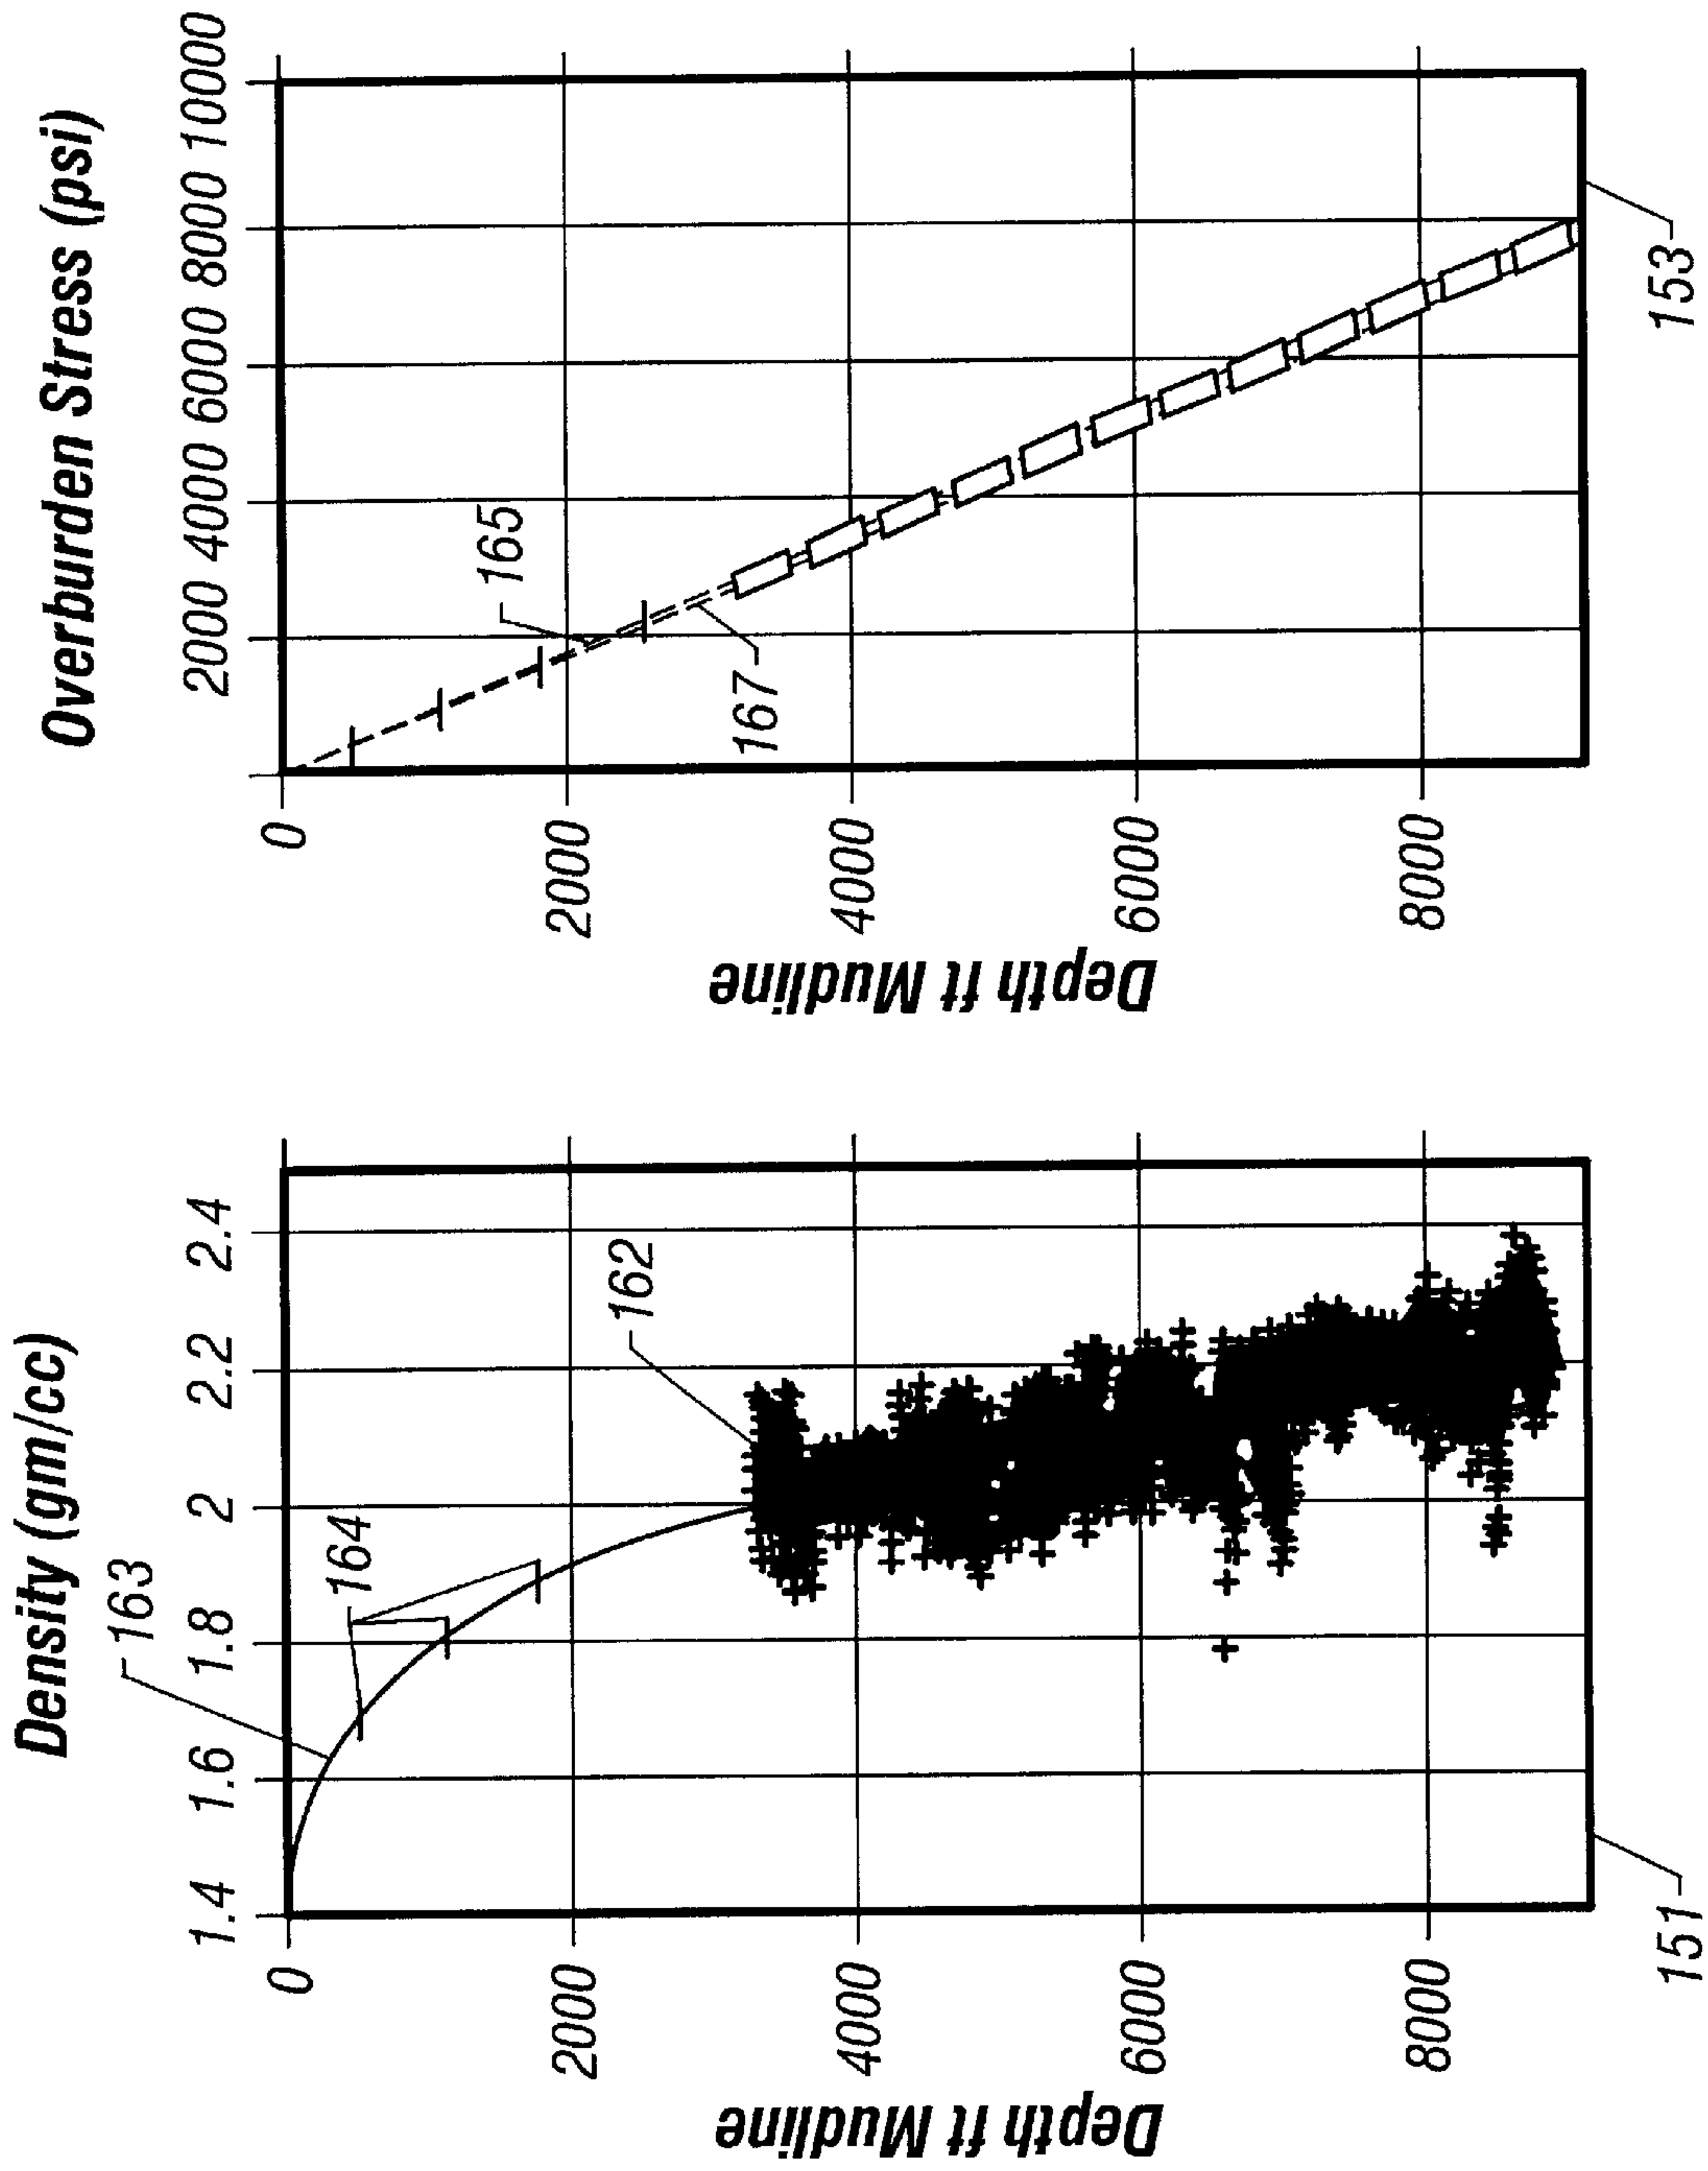 Density (gm/cc)
163
1.4 1.6 1.8 2 2.2 2.4
164
162
0
2000
4000
6000
8000
Depth ft Mudline
151
Overburden Stress (psi)
2000 4000 6000 8000 10000
165
167
0
2000
4000
6000
8000
Depth ft Mudline
153